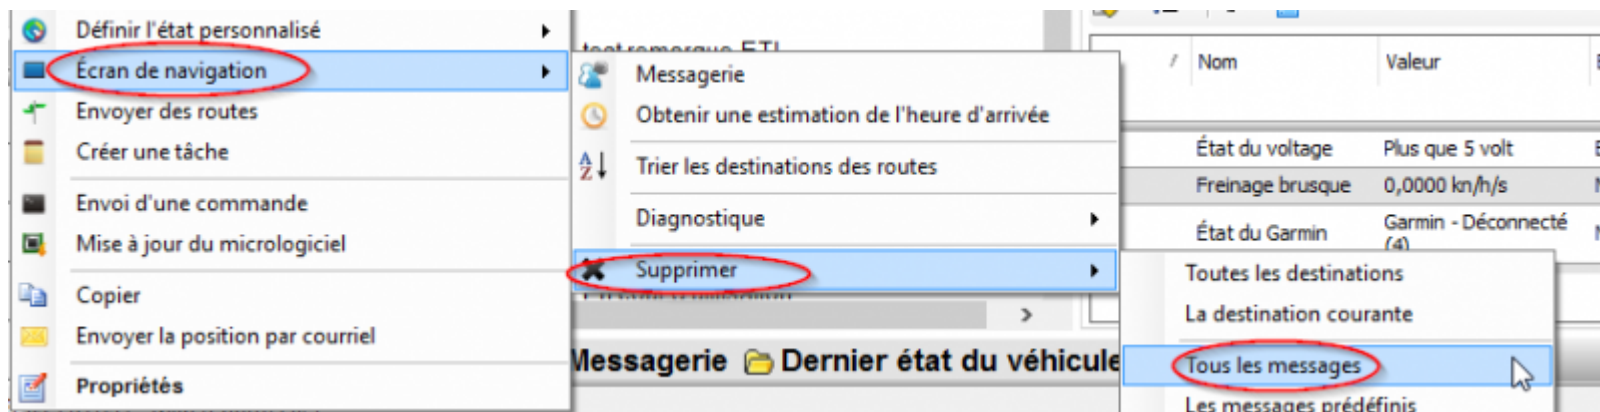 Définir l'état personnalisé
Écran de navigation
Envoyer des routes
Créer une tâche
Envoi d'une commande
Mise à jour du micrologiciel
Copier
Envoyer la position par courriel
Propriétés
test remorque ETI
Messagerie
Obtenir une estimation de l'heure d'arrivée
Trier les destinations des routes
Diagnostique
Supprimer
Messagerie Dernier état du véhicule
/ Nom Valeur
État du voltage Plus que 5 volt
Freinage brusque 0,0000 kn/h/s
État du Garmin Garmin - Déconnecté
(4)
Toutes les destinations
La destination courante
Tous les messages
Les messages prédéfinis